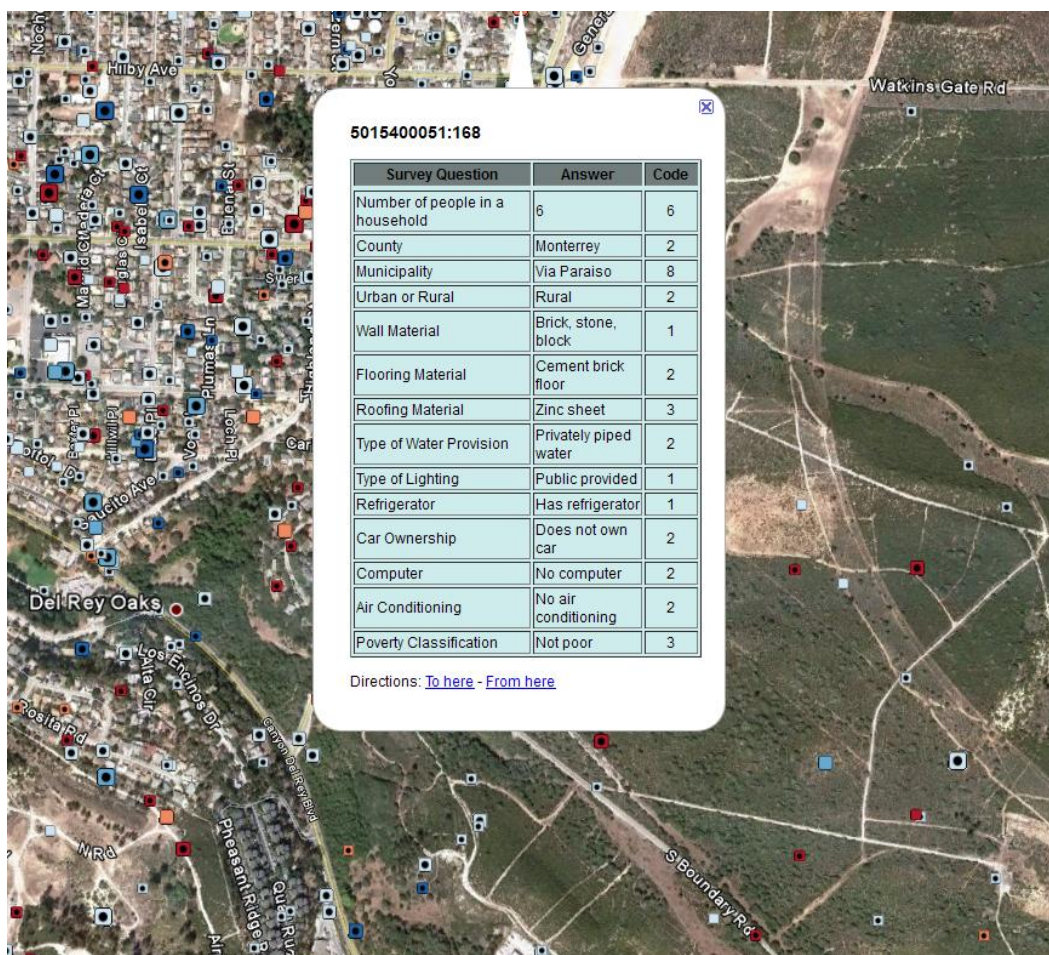 Hilby Ave
Watkins Gate Rd
5015400051:168
Survey Question Answer Code
Number of people in a
household 6 6
County Monterrey 2
Municipality Via Paraiso 8
Urban or Rural Rural 2
Wall Material Brick, stone,
block 1
Flooring Material Cement brick
floor 2
Roofing Material Zinc sheet 3
Type of Water Provision Privately piped
water 2
Type of Lighting Public provided 1
Refrigerator Has refrigerator 1
Car Ownership Does not own
car 2
Computer No computer 2
Air Conditioning No air
conditioning 2
Poverty Classification Not poor 3
Directions: To here - From here
Plumas Ln
Loch Pl
Del Rey Oaks
Los Encinos Dr
Alta Cir
Rosita Rd
Canyon Del Rey Blvd
Pheasant Ridge
N Rd
S Boundary Rd